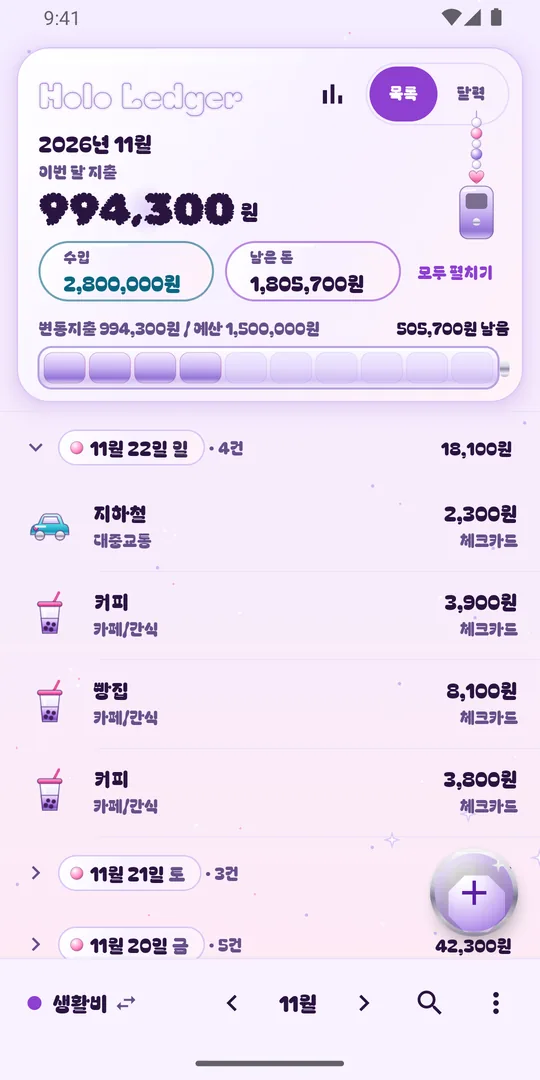 9:41
Holo Ledger
목록
달력
2026년 11월
이번 달 지출
994,300 원
수입
2,800,000원
남은 돈
1,805,700원
모두 펼치기
변동지출 994,300원 / 예산 1,500,000원
505,700원 남음
11월 22일 일 • 4건
18,100원
지하철
2,300원
대중교통
체크카드
커피
3,900원
카페/간식
체크카드
빵집
8,100원
카페/간식
체크카드
커피
3,800원
카페/간식
체크카드
11월 21일 토 • 3건
11월 20일 금 • 5건
42,300원
생활비
11월